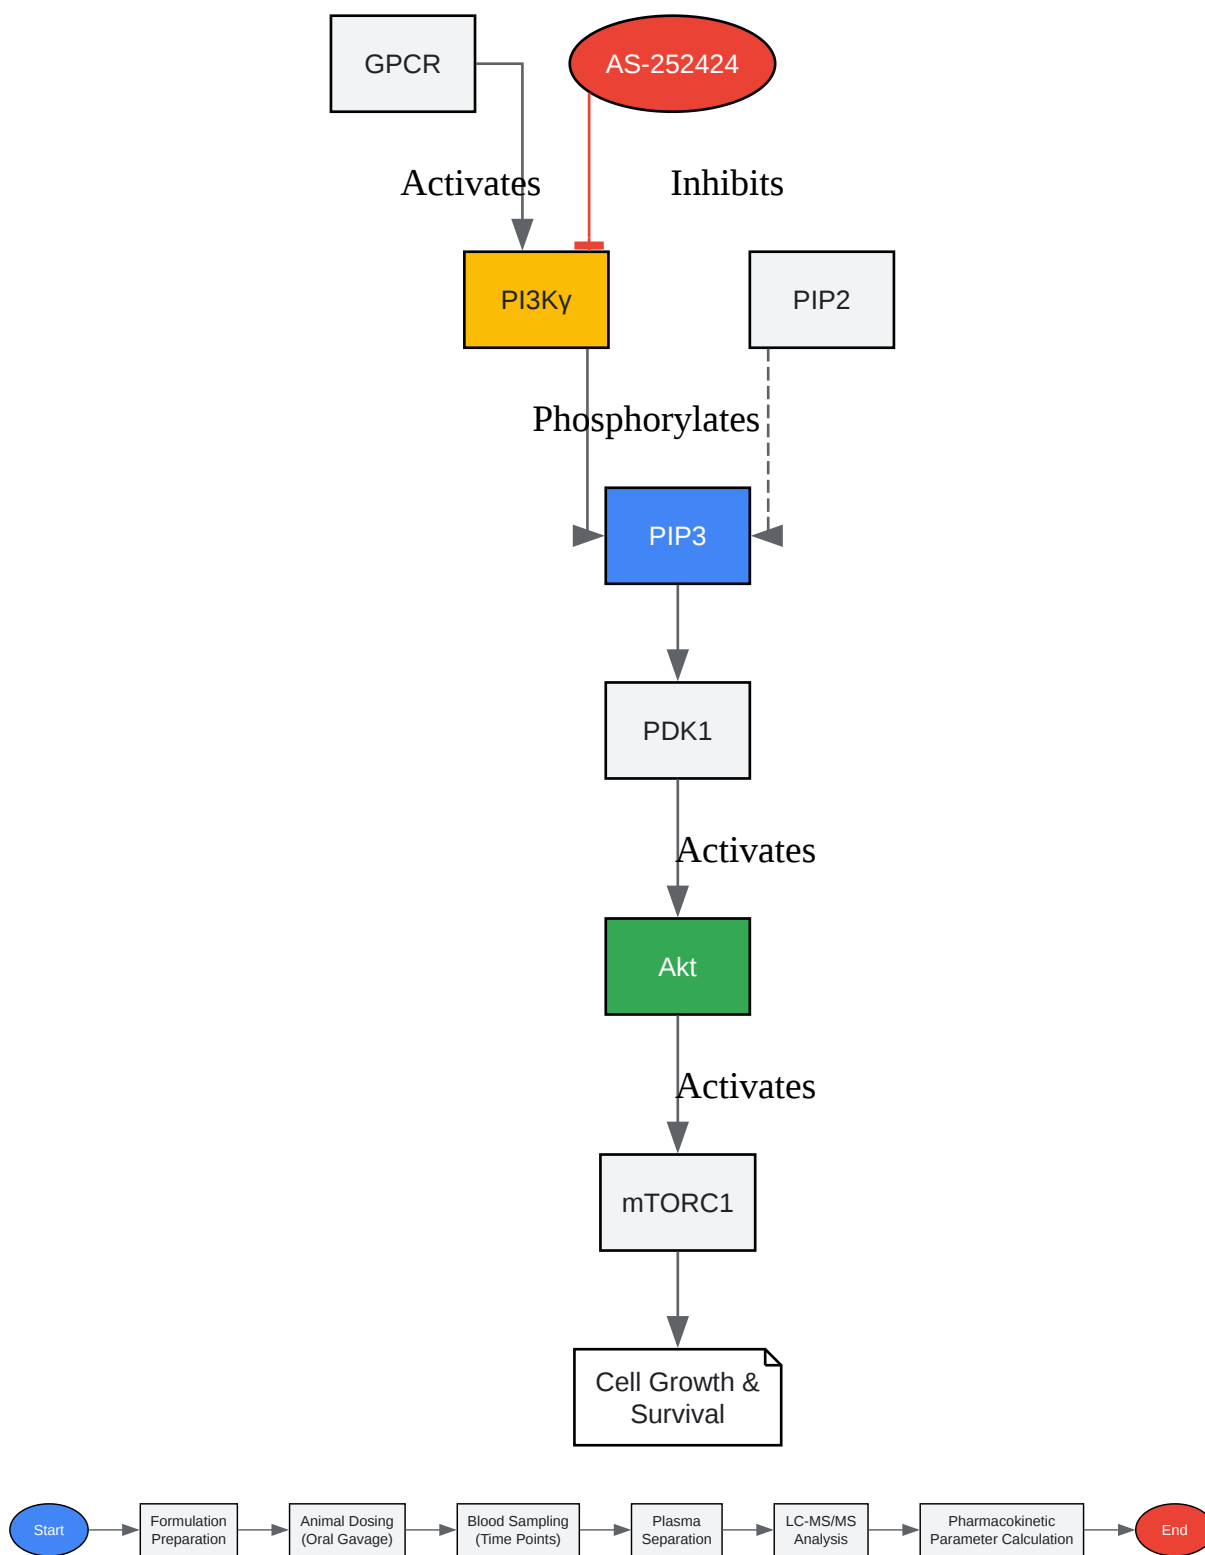 GPCR
AS-252424
Activates
Inhibits
PI3Kγ
PIP2
Phosphorylates
PIP3
PDK1
Activates
Akt
Activates
mTORC1
Cell Growth &
Survival
Start
Formulation
Preparation
Animal Dosing
(Oral Gavage)
Blood Sampling
(Time Points)
Plasma
Separation
LC-MS/MS
Analysis
Pharmacokinetic
Parameter Calculation
End